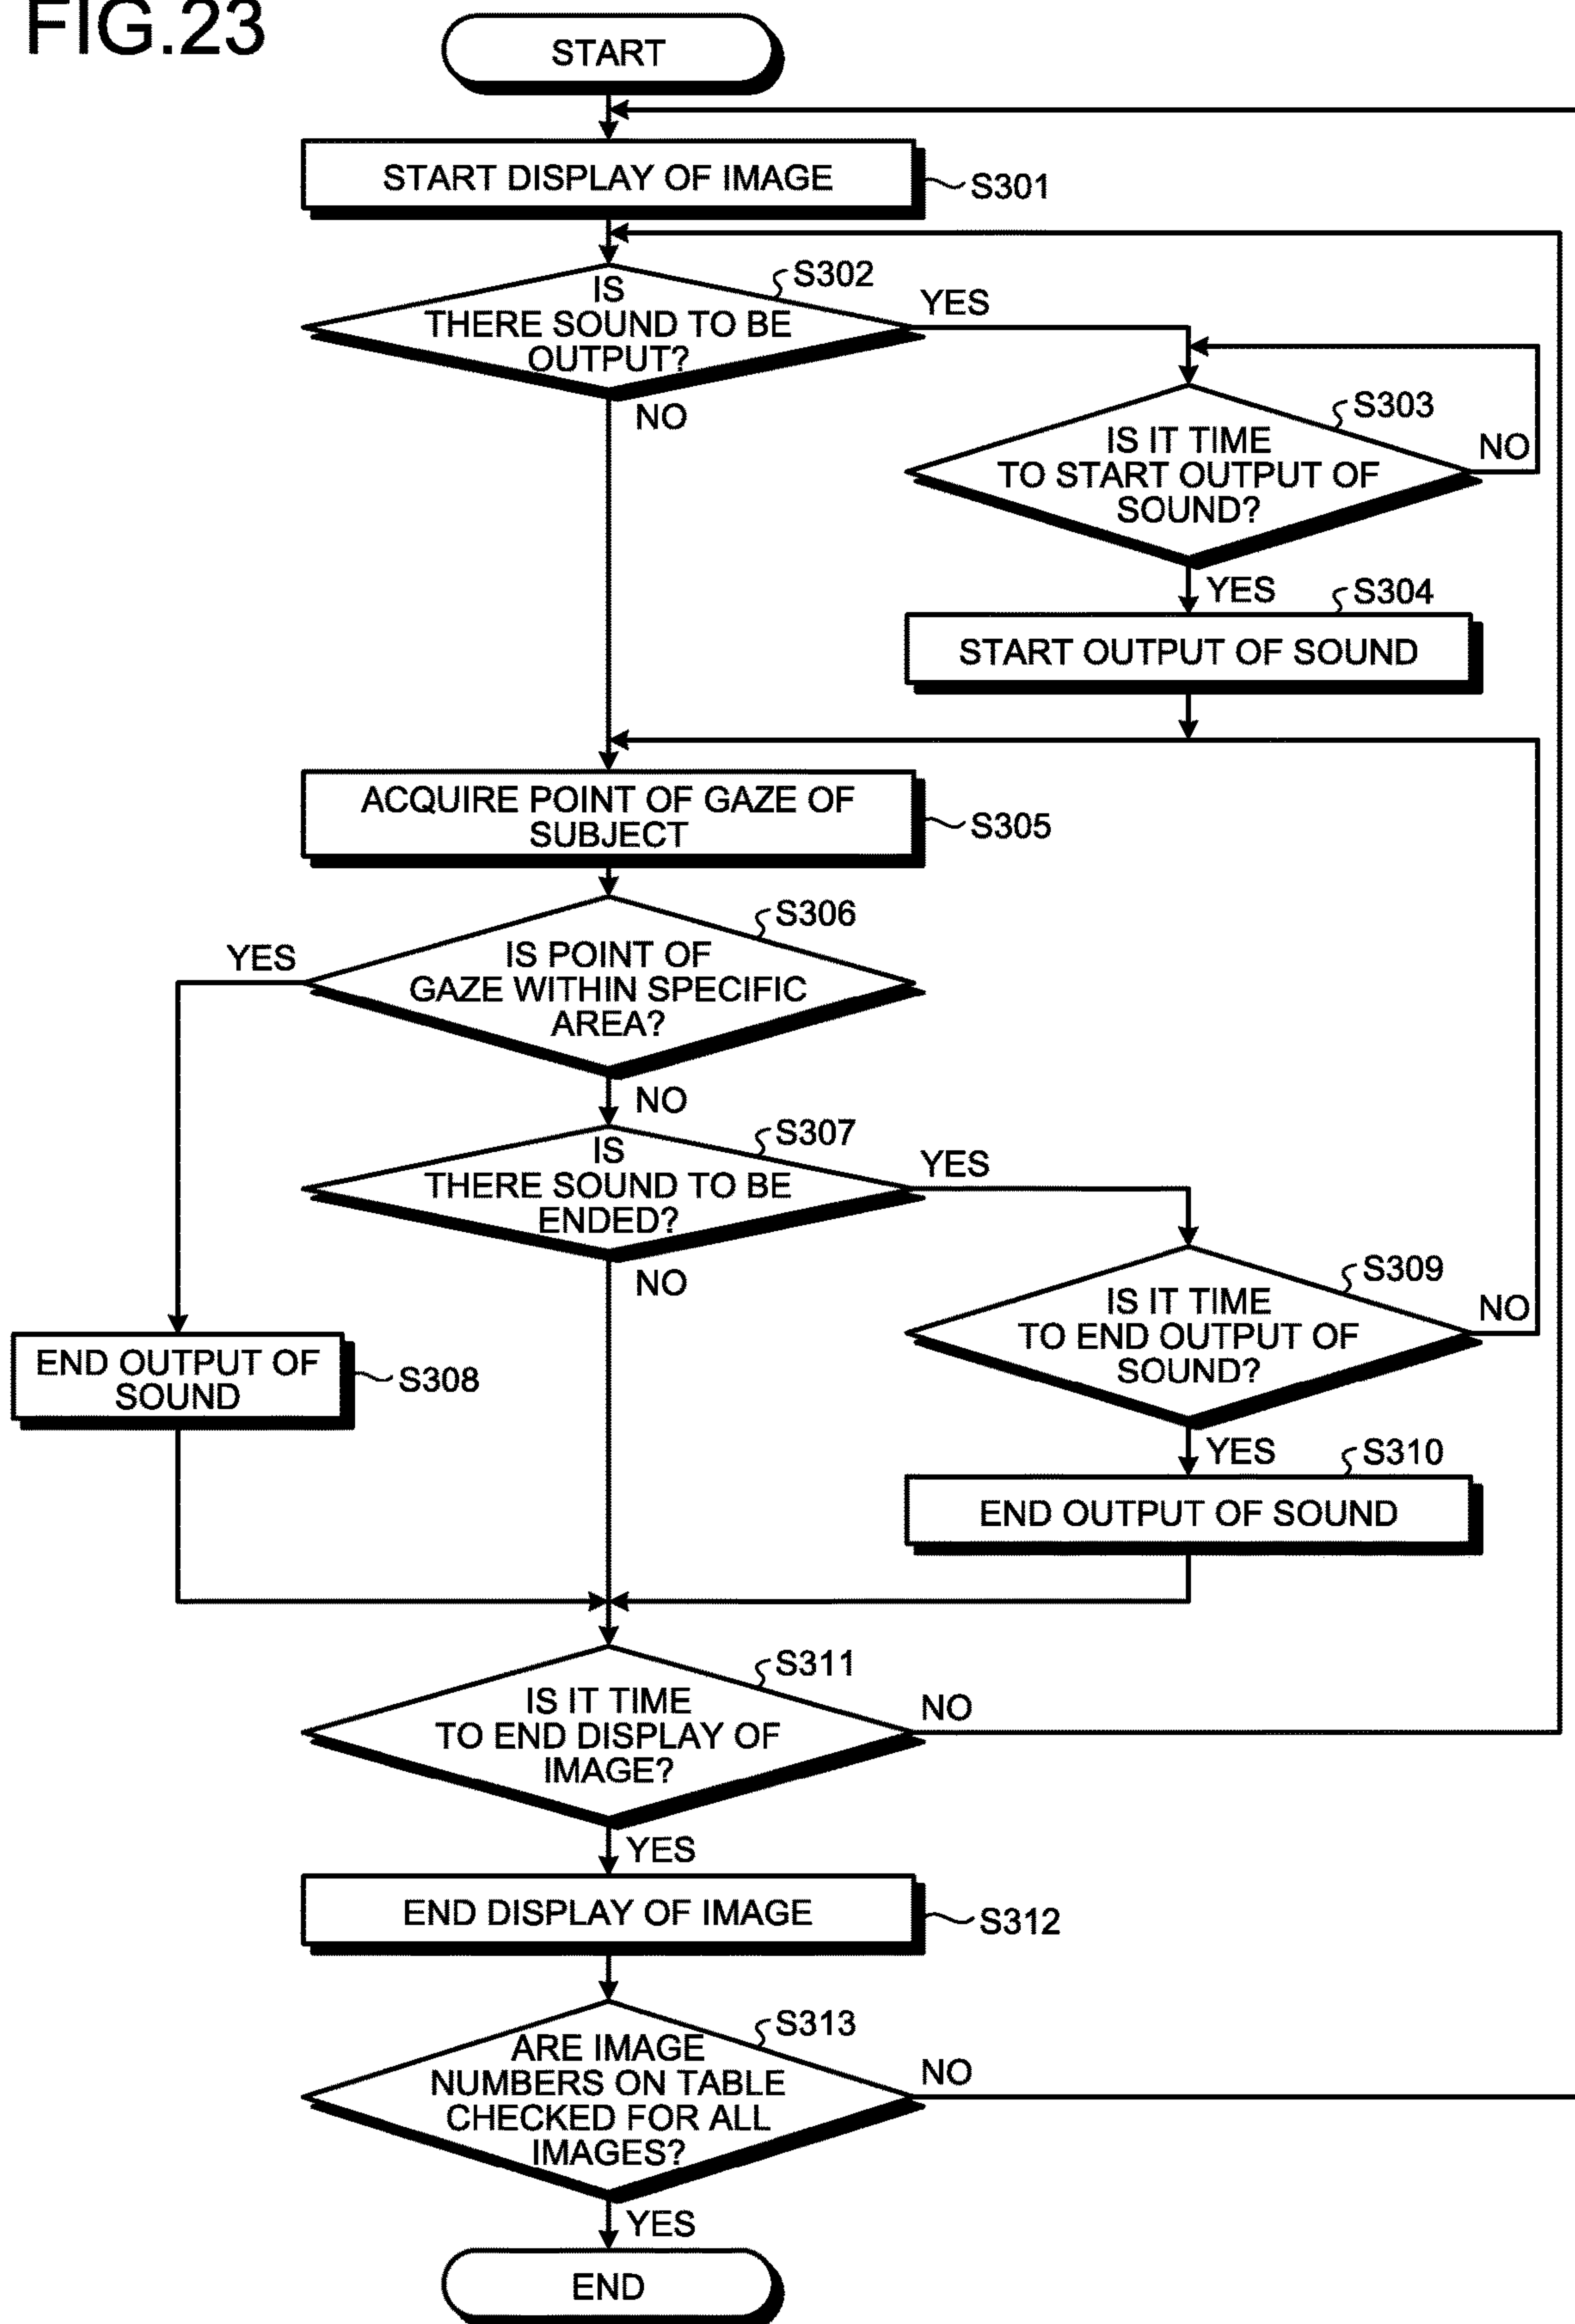 FIG.23
START
START DISPLAY OF IMAGE
S301
S302
IS
THERE SOUND TO BE
OUTPUT?
YES
NO
S303
IS IT TIME
TO START OUTPUT OF
SOUND?
NO
YES
S304
START OUTPUT OF SOUND
ACQUIRE POINT OF GAZE OF
SUBJECT
S305
S306
IS POINT OF
GAZE WITHIN SPECIFIC
AREA?
YES
NO
S307
IS
THERE SOUND TO BE
ENDED?
YES
NO
END OUTPUT OF
SOUND
S308
S309
IS IT TIME
TO END OUTPUT OF
SOUND?
NO
YES
S310
END OUTPUT OF SOUND
S311
IS IT TIME
TO END DISPLAY OF
IMAGE?
NO
YES
END DISPLAY OF IMAGE
S312
S313
ARE IMAGE
NUMBERS ON TABLE
CHECKED FOR ALL
IMAGES?
NO
YES
END